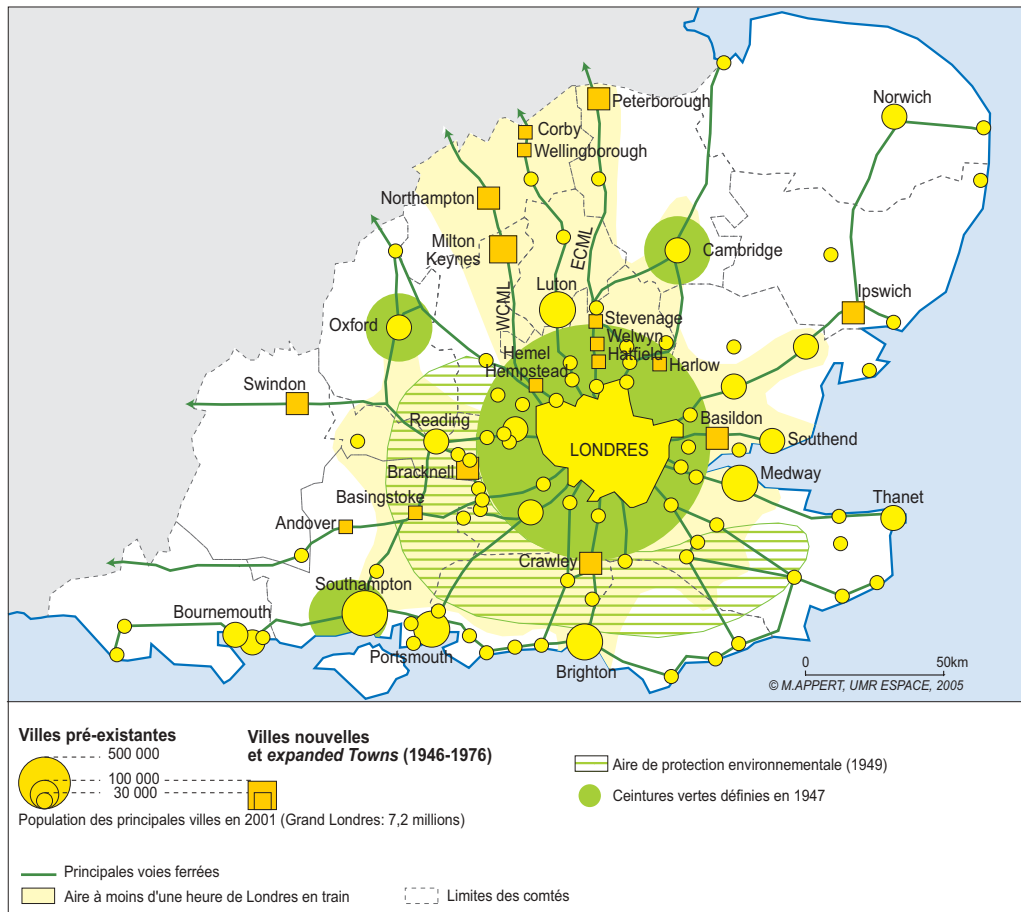 Peterborough
Norwich
Corby
Wellingborough
Northampton
Milton
Keynes
ECML
WCML
Cambridge
Luton
Ipswich
Oxford
Stevenage
Welwyn
Hatfield
Hemel
Hempstead
Harlow
Swindon
Reading
Basildon
LONDRES
Southend
Bracknell
Medway
Basingstoke
Thanet
Andover
Crawley
Southampton
Bournemouth
Portsmouth
Brighton
0 50km
© M.APPERT, UMR ESPACE, 2005
Villes pré-existantes
500 000
100 000
30 000
Villes nouvelles
et expanded Towns (1946-1976)
Population des principales villes en 2001 (Grand Londres: 7,2 millions)
Aire de protection environnementale (1949)
Ceintures vertes définies en 1947
Principales voies ferrées
Aire à moins d'une heure de Londres en train
Limites des comtés